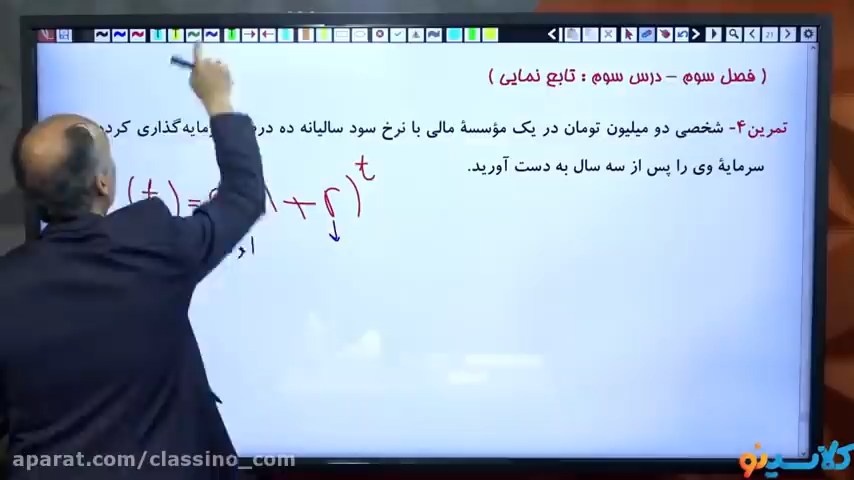 ( فصل سوم – درس سوم : تابع نمایی )
تمرین۴- شخصی دو میلیون تومان در یک مؤسسهٔ مالی با نرخ سود سالیانه ده
سرمایهٔ وی را پس از سه سال به دست آورید.
(t) =
+ r)^t
aparat.com/classino_com
کلاسینو